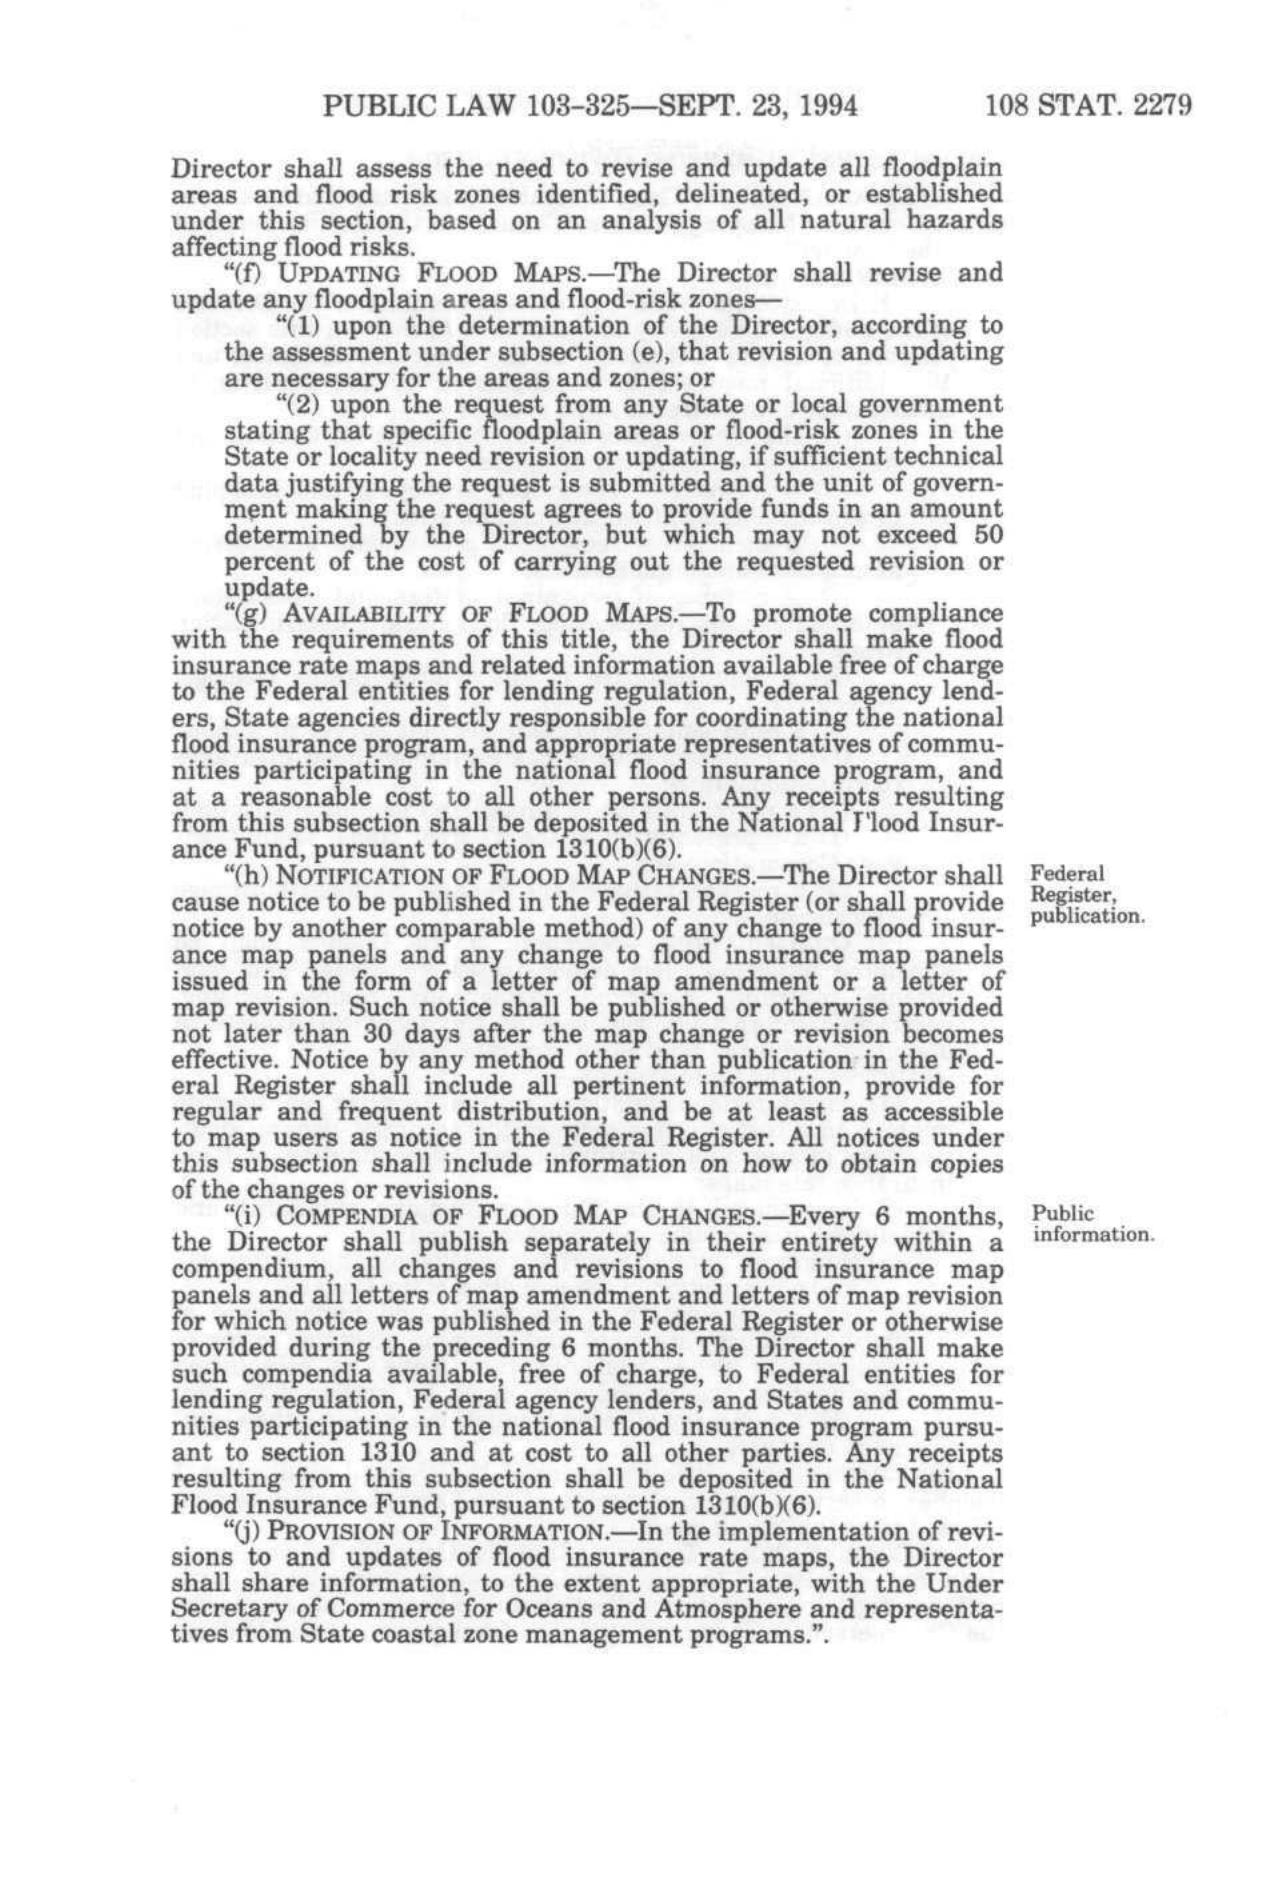 PUBLIC LAW 103–325—SEPT. 23, 1994 108 STAT. 2279
Director shall assess the need to revise and update all floodplain
areas and flood risk zones identified, delineated, or established
under this section, based on an analysis of all natural hazards
affecting flood risks.
“(f) UPDATING FLOOD MAPS.—The Director shall revise and
update any floodplain areas and flood-risk zones—
“(1) upon the determination of the Director, according to
the assessment under subsection (e), that revision and updating
are necessary for the areas and zones; or
“(2) upon the request from any State or local government
stating that specific floodplain areas or flood-risk zones in the
State or locality need revision or updating, if sufficient technical
data justifying the request is submitted and the unit of govern-
ment making the request agrees to provide funds in an amount
determined by the Director, but which may not exceed 50
percent of the cost of carrying out the requested revision or
update.
“(g) AVAILABILITY OF FLOOD MAPS.—To promote compliance
with the requirements of this title, the Director shall make flood
insurance rate maps and related information available free of charge
to the Federal entities for lending regulation, Federal agency lend-
ers, State agencies directly responsible for coordinating the national
flood insurance program, and appropriate representatives of commu-
nities participating in the national flood insurance program, and
at a reasonable cost to all other persons. Any receipts resulting
from this subsection shall be deposited in the National Flood Insur-
ance Fund, pursuant to section 1310(b)(6).
“(h) NOTIFICATION OF FLOOD MAP CHANGES.—The Director shall
cause notice to be published in the Federal Register (or shall provide
notice by another comparable method) of any change to flood insur-
ance map panels and any change to flood insurance map panels
issued in the form of a letter of map amendment or a letter of
map revision. Such notice shall be published or otherwise provided
not later than 30 days after the map change or revision becomes
effective. Notice by any method other than publication in the Fed-
eral Register shall include all pertinent information, provide for
regular and frequent distribution, and be at least as accessible
to map users as notice in the Federal Register. All notices under
this subsection shall include information on how to obtain copies
of the changes or revisions.
Federal
Register,
publication.
“(i) COMPENDIA OF FLOOD MAP CHANGES.—Every 6 months,
the Director shall publish separately in their entirety within a
compendium, all changes and revisions to flood insurance map
panels and all letters of map amendment and letters of map revision
for which notice was published in the Federal Register or otherwise
provided during the preceding 6 months. The Director shall make
such compendia available, free of charge, to Federal entities for
lending regulation, Federal agency lenders, and States and commu-
nities participating in the national flood insurance program pursu-
ant to section 1310 and at cost to all other parties. Any receipts
resulting from this subsection shall be deposited in the National
Flood Insurance Fund, pursuant to section 1310(b)(6).
Public
information.
“(j) PROVISION OF INFORMATION.—In the implementation of revi-
sions to and updates of flood insurance rate maps, the Director
shall share information, to the extent appropriate, with the Under
Secretary of Commerce for Oceans and Atmosphere and representa-
tives from State coastal zone management programs.”.